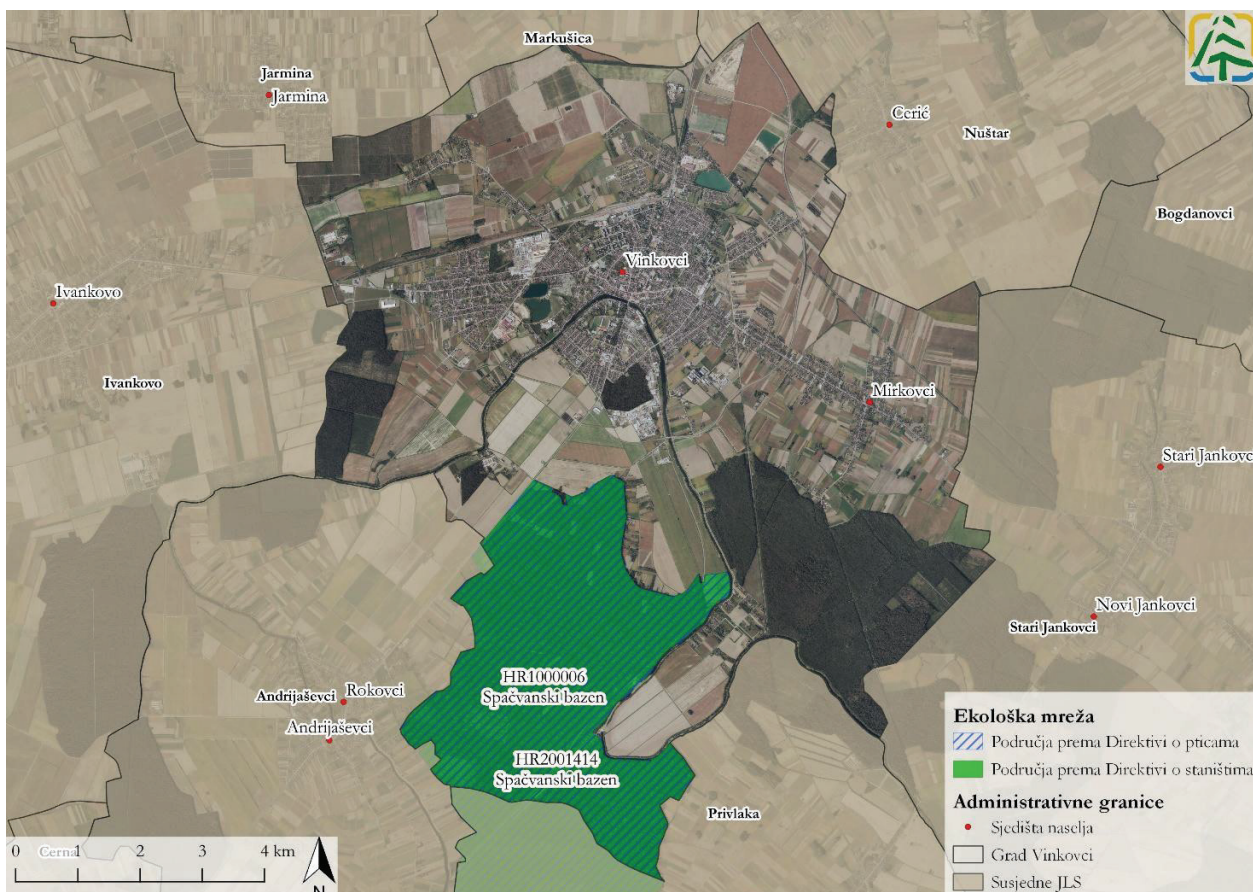 Markušica
Jarmina
Jarmina
Cerić
Nuštar
Bogdanovci
Vinkovci
Ivankovo
Ivankovo
Mirkovci
Stari Jankovci
Novi Jankovci
Stari Jankovci
HR1000006
Spačvanski bazen
Andrijaševci
Rokovci
Andrijaševci
HR2001414
Spačvanski bazen
Privlaka
Cerna
0 1 2 3 4 km
N
Ekološka mreža
Područja prema Direktivi o pticama
Područja prema Direktivi o staništima
Administrativne granice
Sjedišta naselja
Grad Vinkovci
Susjedne JLS